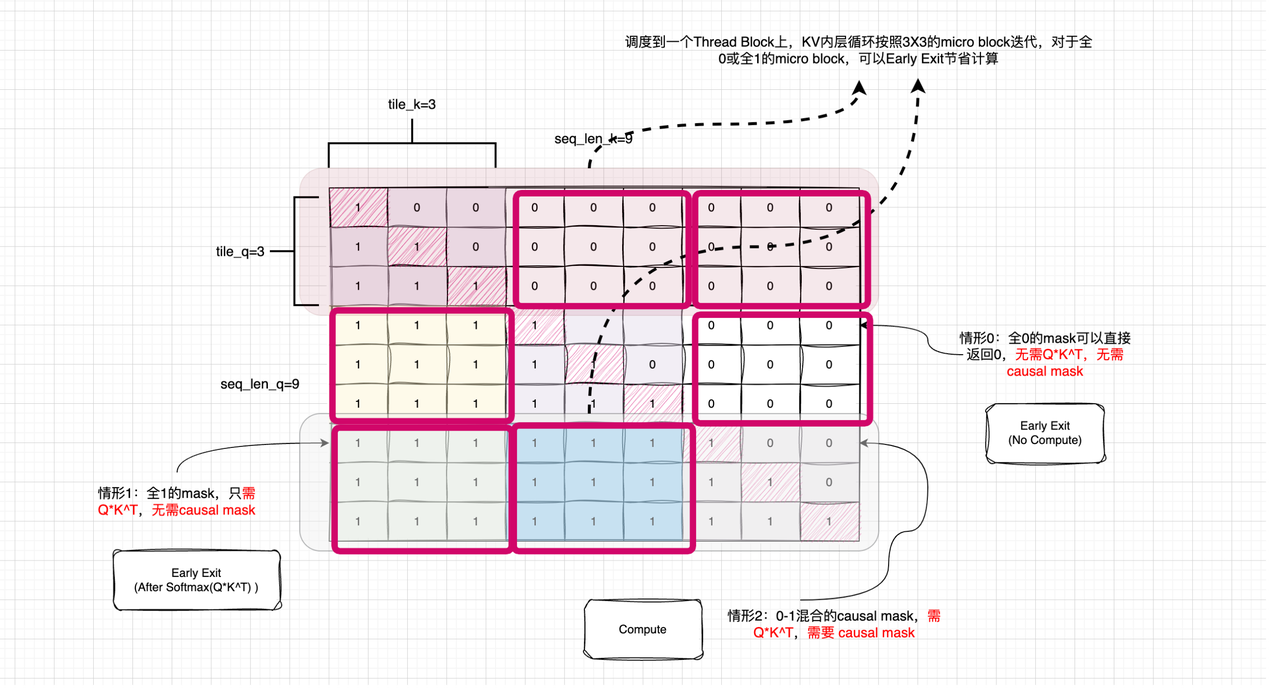 调度到一个Thread Block上，KV内层循环按照3X3的micro block迭代，对于全
0或全1的micro block，可以Early Exit节省计算
tile_k=3
seq_len_k=9
1 0 0 0 0 0 0 0 0
tile_q=3
1 1 0 0 0 0 0 0 0
1 1 1 0 0 0 0 0 0
1 1 1 1 0 0 0
情形0：全0的mask可以直接
返回0，无需Q*K^T，无需
causal mask
1 1 1 1 1 0 0 0 0
seq_len_q=9
1 1 1 1 1 1 0 0 0
Early Exit
(No Compute)
1 1 1 1 1 1 1 0 0
1 1 1 1 1 1 1 1 0
1 1 1 1 1 1 1 1 1
情形1：全1的mask，只需
Q*K^T，无需causal mask
Early Exit
(After Softmax(Q*K^T) )
Compute
情形2：0-1混合的causal mask，需
Q*K^T，需要 causal mask